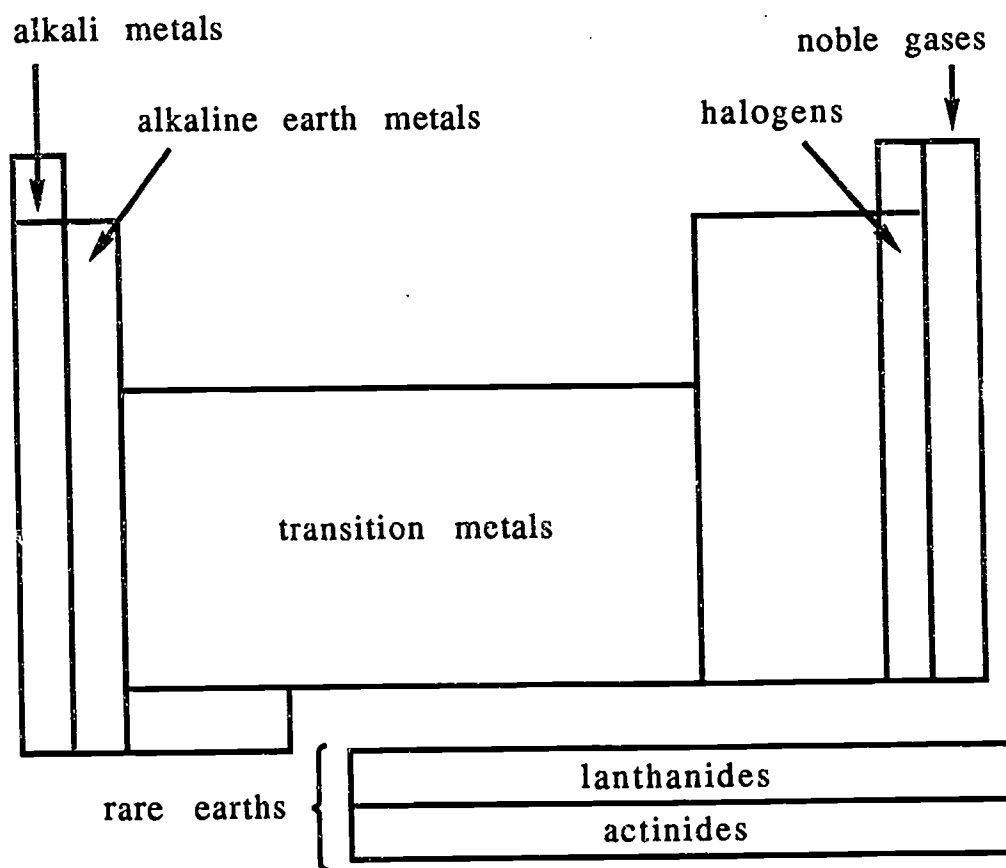 alkali metals
noble gases
alkaline earth metals
halogens
transition metals
lanthanides
rare earths
actinides